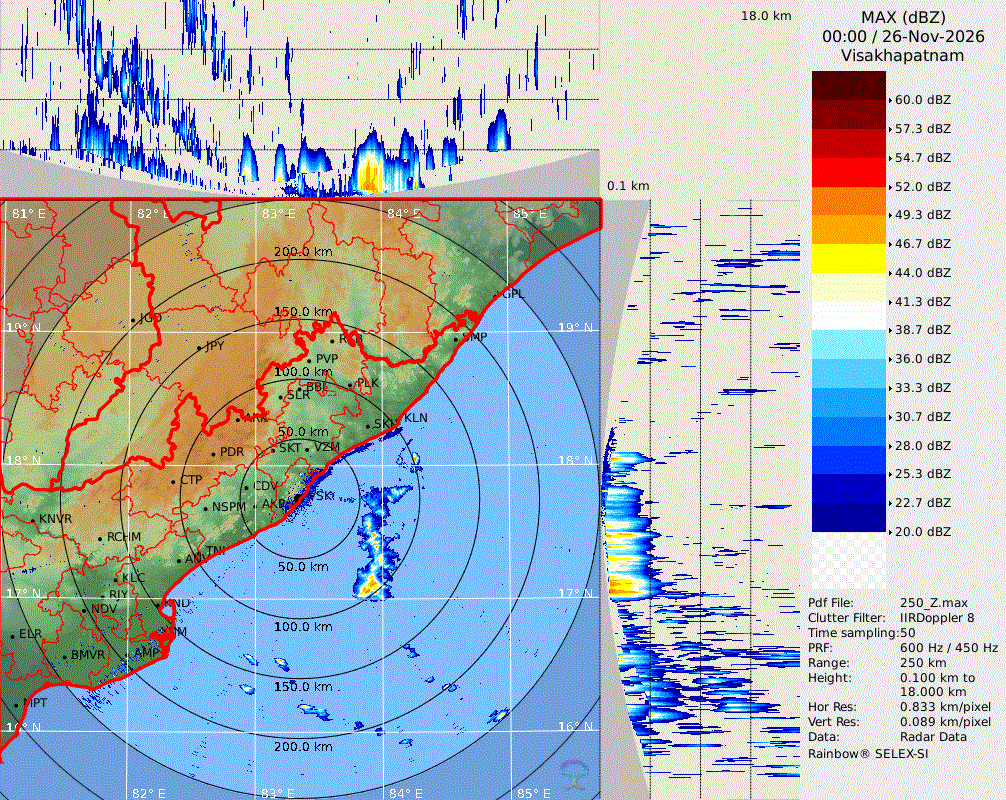 18.0 km
MAX (dBZ)
00:00 / 26-Nov-2026
Visakhapatnam
60.0 dBZ
57.3 dBZ
54.7 dBZ
52.0 dBZ
49.3 dBZ
46.7 dBZ
44.0 dBZ
41.3 dBZ
38.7 dBZ
36.0 dBZ
33.3 dBZ
30.7 dBZ
28.0 dBZ
25.3 dBZ
22.7 dBZ
20.0 dBZ
0.1 km
81° E
82° E
83° E
84° E
85° E
200.0 km
GPL
150.0 km
JGD
19° N
19° N
SMP
JPY
PVP
100.0 km
PLK
SLR
KLN
50.0 km
PDR
SKT
VZM
18° N
18° N
CTP
CDV
NSPM
KNVR
RCHM
TNI
50.0 km
KLC
17° N
17° N
RJY
NDV
100.0 km
ELR
BMVR
AMP
150.0 km
16° N
16° N
200.0 km
82° E
83° E
84° E
85° E
Pdf File: 250_Z.max
Clutter Filter: IIRDoppler 8
Time sampling:50
PRF: 600 Hz / 450 Hz
Range: 250 km
Height: 0.100 km to
18.000 km
Hor Res: 0.833 km/pixel
Vert Res: 0.089 km/pixel
Data: Radar Data
Rainbow® SELEX-SI